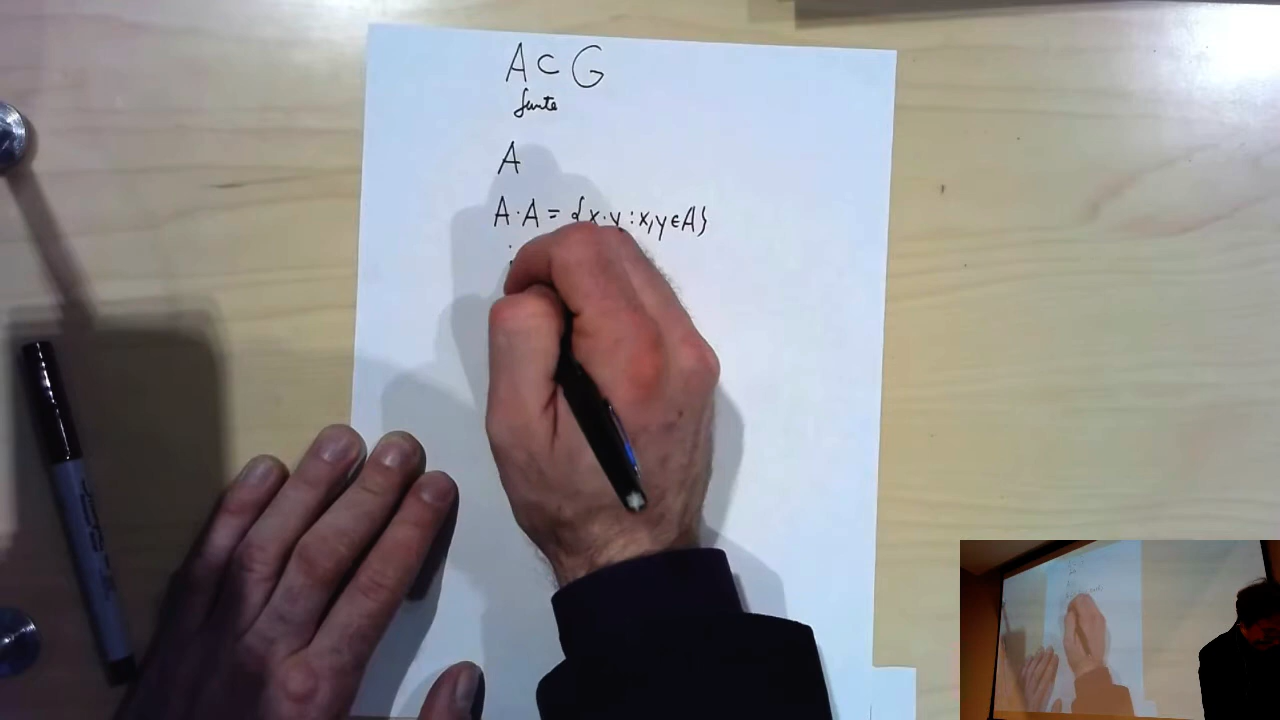 A ⊂ G
finite
A
A·A = {x·y : x,y ∈ A}
: